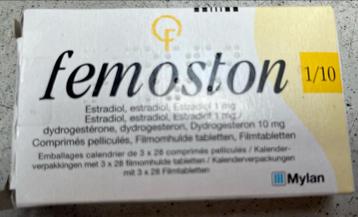 F
femoston
1/10
Estradiol, estradiol, Estradiol 1 mg
Estradiol, estradiol, Estradiol 1 mg /
dydrogestérone, dydrogesteron, Dydrogesteron 10 mg
Comprimés pelliculés, Filmomhulde tabletten, Filmtabletten
Emballages calendrier de 3 x 28 comprimés pelliculés / Kalender-
verpakkingen met 3 x 28 filmomhulde tabletten / Kalenderverpackungen
mit 3 x 28 Filmtabletten
Mylan